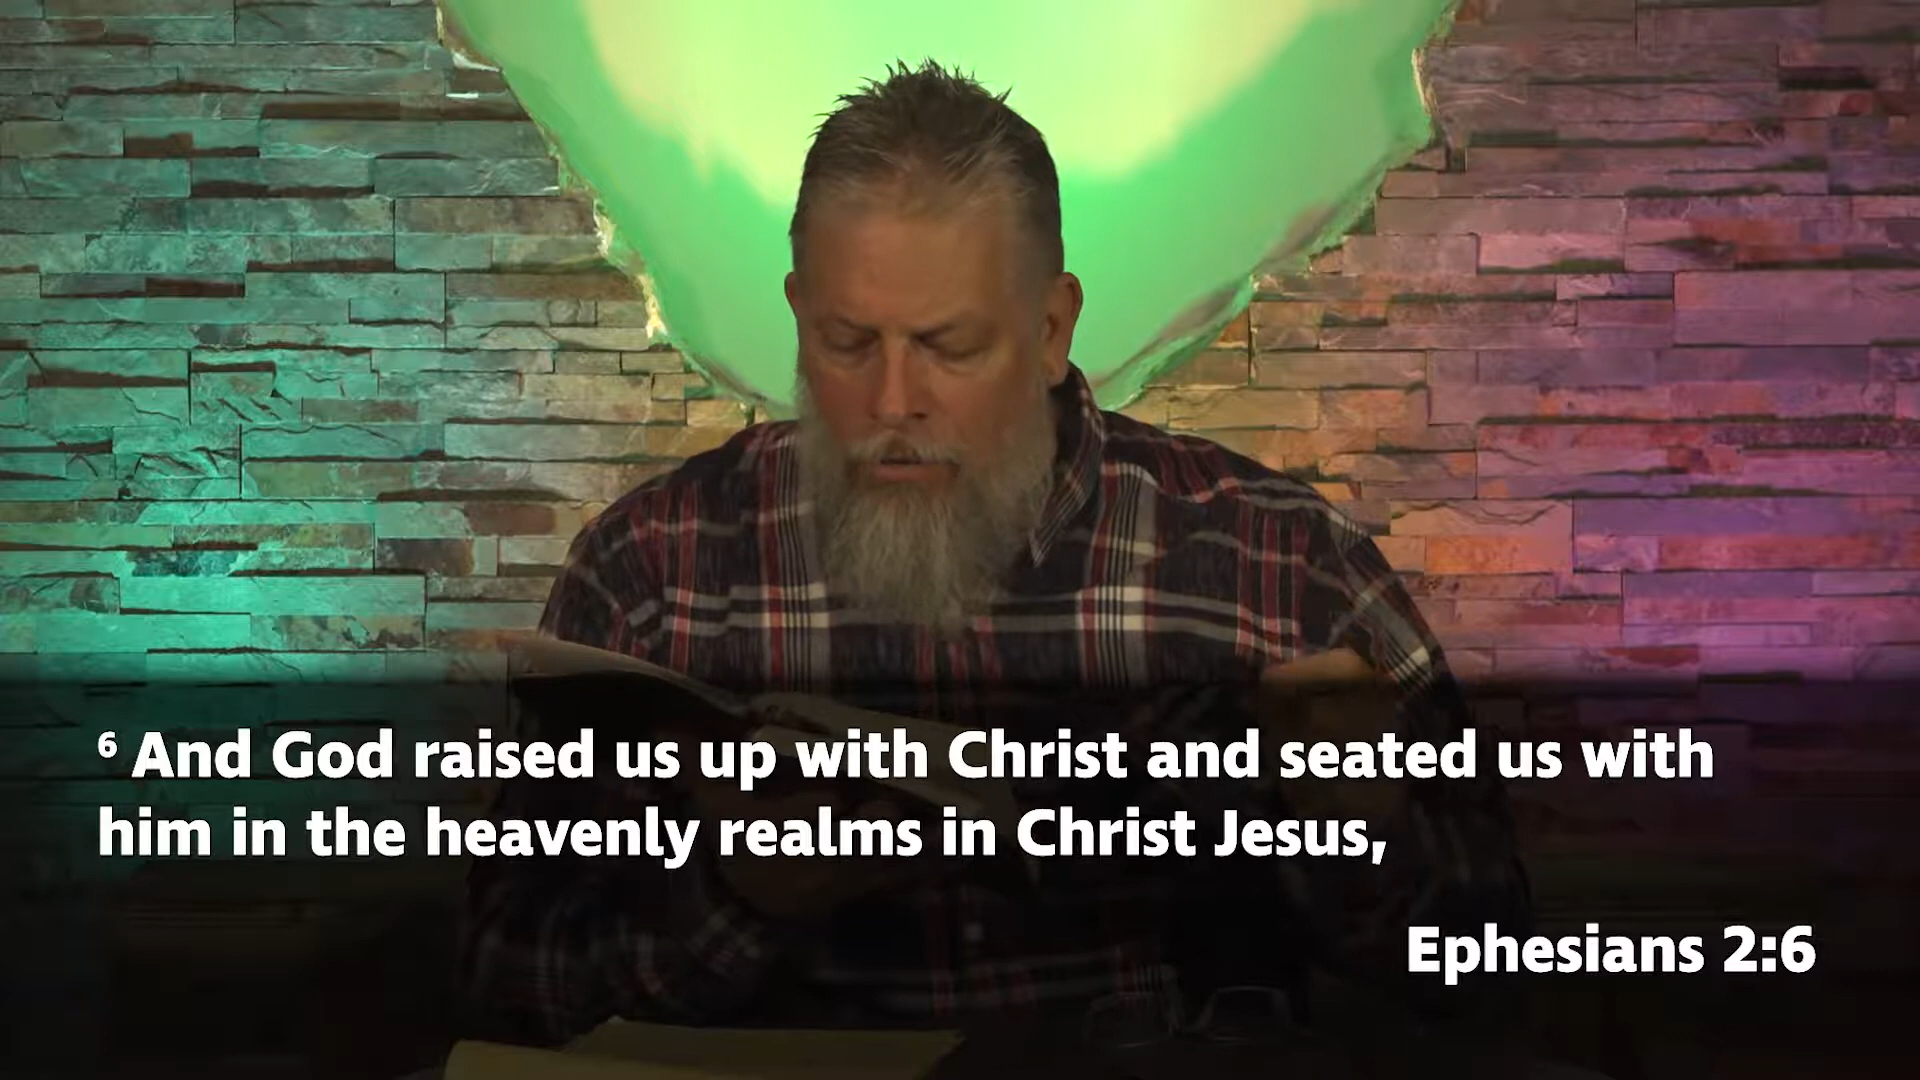 6 And God raised us up with Christ and seated us with
him in the heavenly realms in Christ Jesus,
Ephesians 2:6